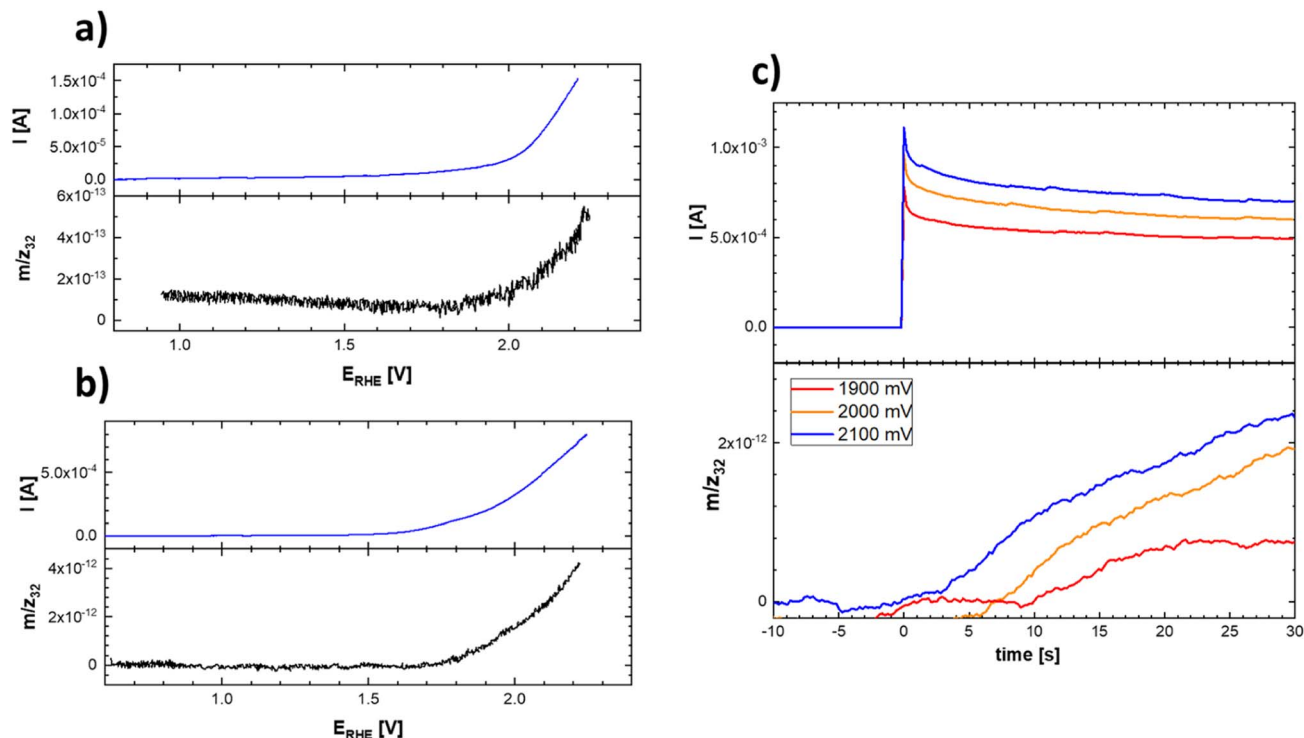 a)
I [A]
1.5x10⁻⁴
1.0x10⁻⁴
5.0x10⁻⁵
0.0
m/z₃₂
6x10⁻¹³
4x10⁻¹³
2x10⁻¹³
0
1.0
1.5
2.0
E_RHE [V]
b)
I [A]
5.0x10⁻⁴
0.0
m/z₃₂
4x10⁻¹²
2x10⁻¹²
0
1.0
1.5
2.0
E_RHE [V]
c)
I [A]
1.0x10⁻³
5.0x10⁻⁴
0.0
1900 mV
2000 mV
2100 mV
m/z₃₂
2x10⁻¹²
0
-10
-5
0
5
10
15
20
25
30
time [s]